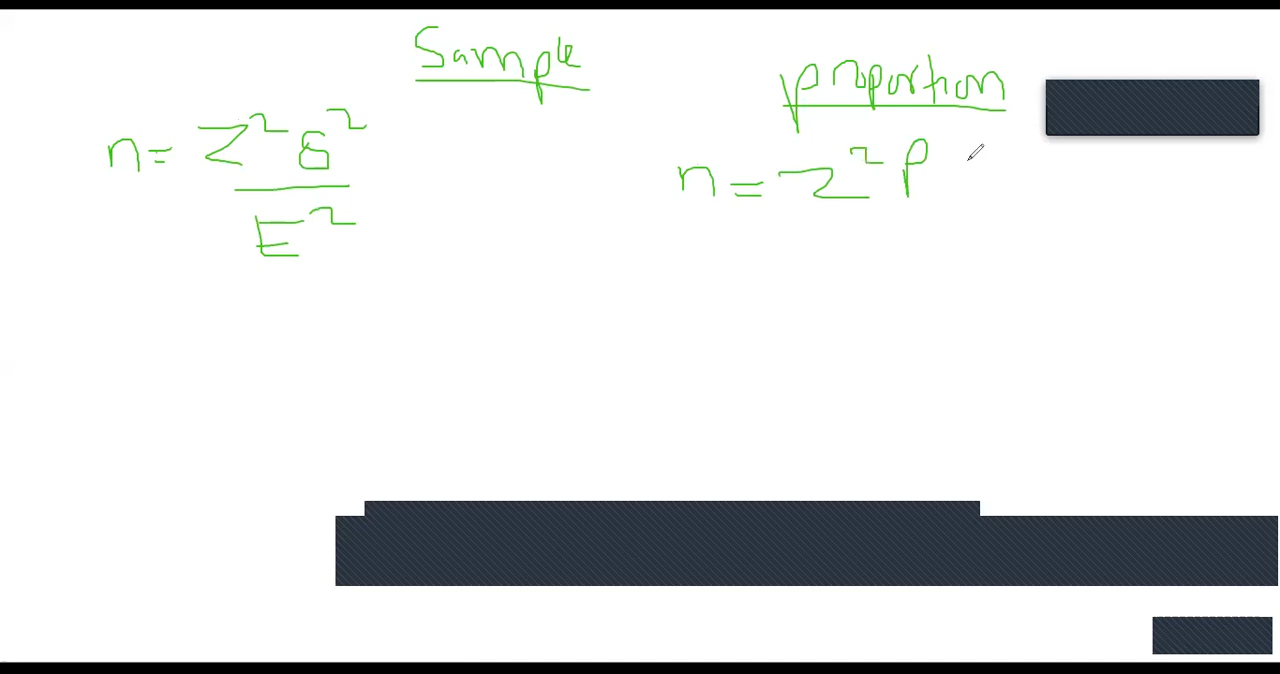 Sample
proportion
n = Z² σ² / E²
n = Z² P